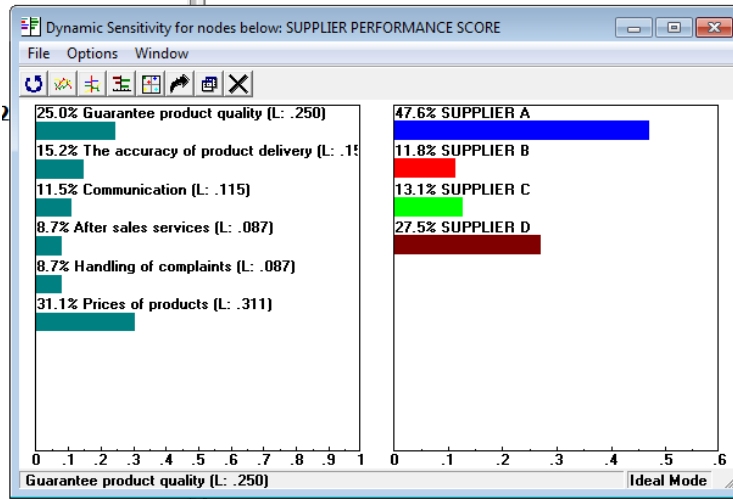 Dynamic Sensitivity for nodes below: SUPPLIER PERFORMANCE SCORE
File Options Window
25.0% Guarantee product quality (L: .250)
15.2% The accuracy of product delivery (L: .15
11.5% Communication (L: .115)
8.7% After sales services (L: .087)
8.7% Handling of complaints (L: .087)
31.1% Prices of products (L: .311)
0 .1 .2 .3 .4 .5 .6 .7 .8 .9 1
47.6% SUPPLIER A
11.8% SUPPLIER B
13.1% SUPPLIER C
27.5% SUPPLIER D
0 .1 .2 .3 .4 .5 .6
Guarantee product quality (L: .250)
Ideal Mode